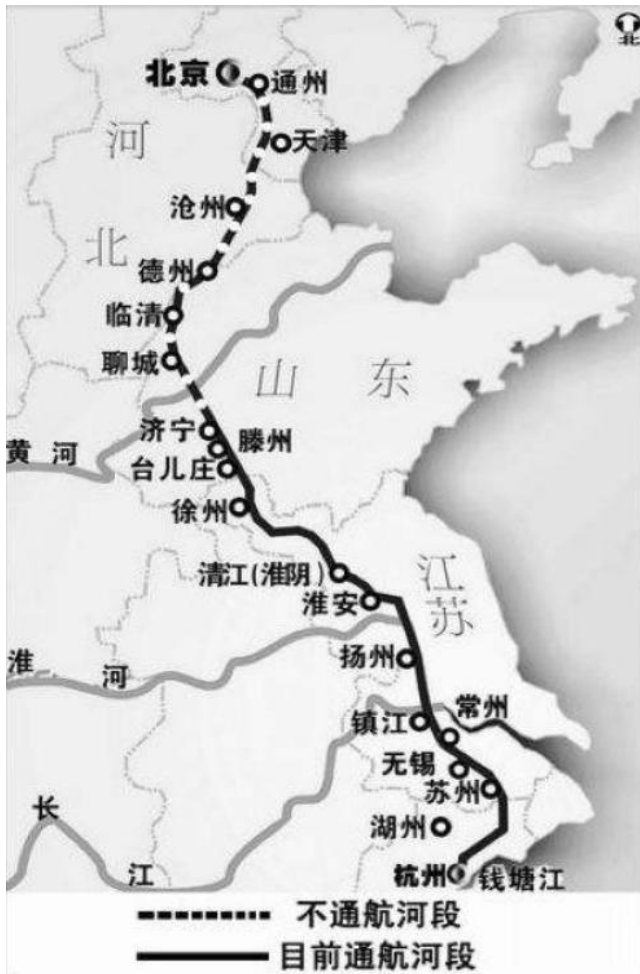 北
北京
通州
河
天津
沧州
北
德州
临清
聊城
山东
济宁
滕州
黄河
台儿庄
徐州
清江(淮阴)
江
淮安
苏
扬州
淮河
常州
镇江
无锡
苏州
长
湖州
江
杭州
钱塘江
不通航河段
目前通航河段